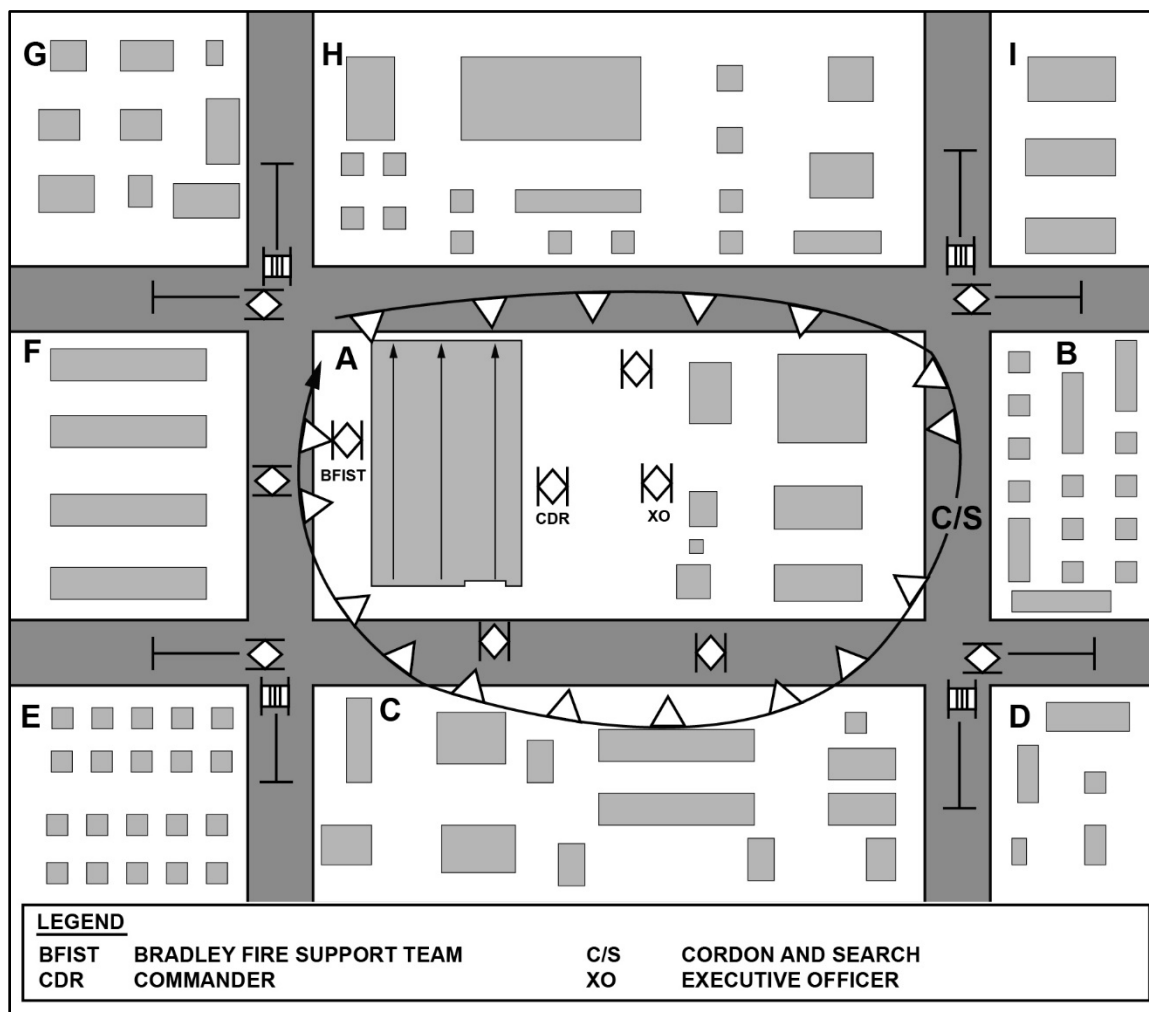 G
H
I
F
A
B
BFIST
CDR
XO
C/S
E
C
D
LEGEND
BFIST BRADLEY FIRE SUPPORT TEAM C/S CORDON AND SEARCH
CDR COMMANDER XO EXECUTIVE OFFICER